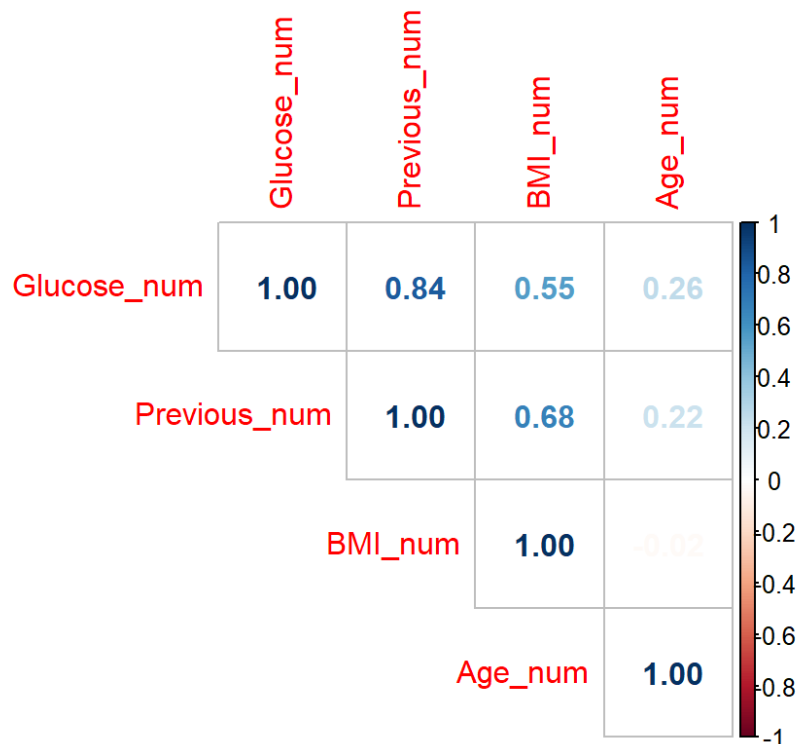 Glucose_num
Previous_num
BMI_num
Age_num
Glucose_num 1.00 0.84 0.55 0.26
Previous_num 1.00 0.68 0.22
BMI_num 1.00 -0.02
Age_num 1.00
1
0.8
0.6
0.4
0.2
0
-0.2
-0.4
-0.6
-0.8
-1